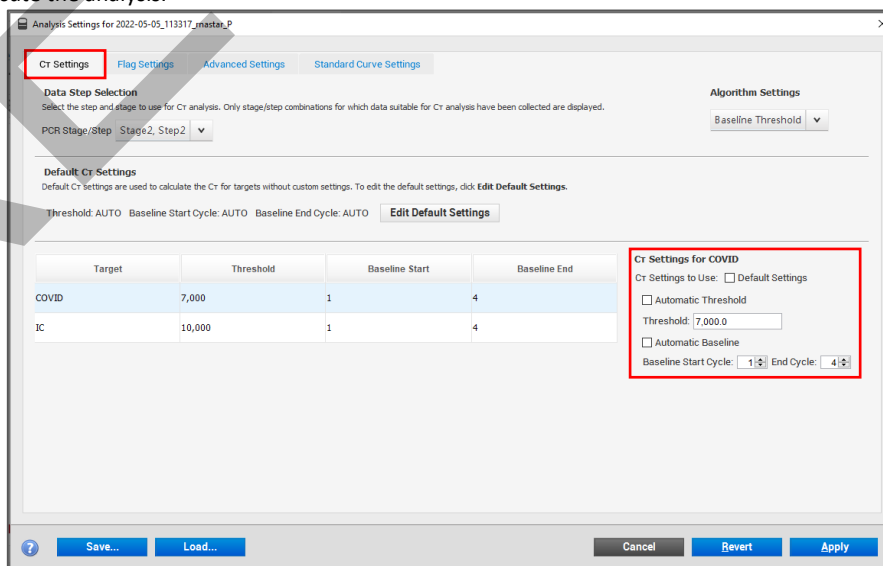 cate the analysis.
Analysis Settings for 2022-05-05_113317_rnastar_P
Cт Settings Flag Settings Advanced Settings Standard Curve Settings
Data Step Selection
Select the step and stage to use for Cт analysis. Only stage/step combinations for which data suitable for Cт analysis have been collected are displayed.
PCR Stage/Step Stage2, Step2
Algorithm Settings
Baseline Threshold
Default Cт Settings
Default Cт settings are used to calculate the Cт for targets without custom settings. To edit the default settings, click Edit Default Settings.
Threshold: AUTO Baseline Start Cycle: AUTO Baseline End Cycle: AUTO Edit Default Settings
Target Threshold Baseline Start Baseline End
COVID 7,000 1 4
IC 10,000 1 4
Cт Settings for COVID
Cт Settings to Use: Default Settings
Automatic Threshold
Threshold: 7,000.0
Automatic Baseline
Baseline Start Cycle: 1 End Cycle: 4
? Save... Load... Cancel Revert Apply